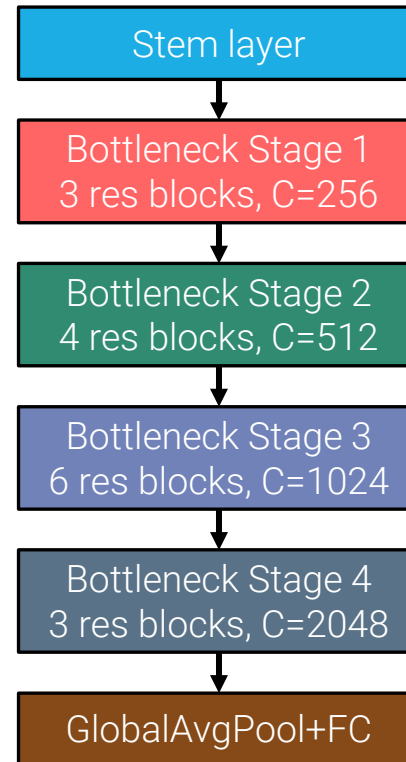 Stem layer
Bottleneck Stage 1
3 res blocks, C=256
Bottleneck Stage 2
4 res blocks, C=512
Bottleneck Stage 3
6 res blocks, C=1024
Bottleneck Stage 4
3 res blocks, C=2048
GlobalAvgPool+FC